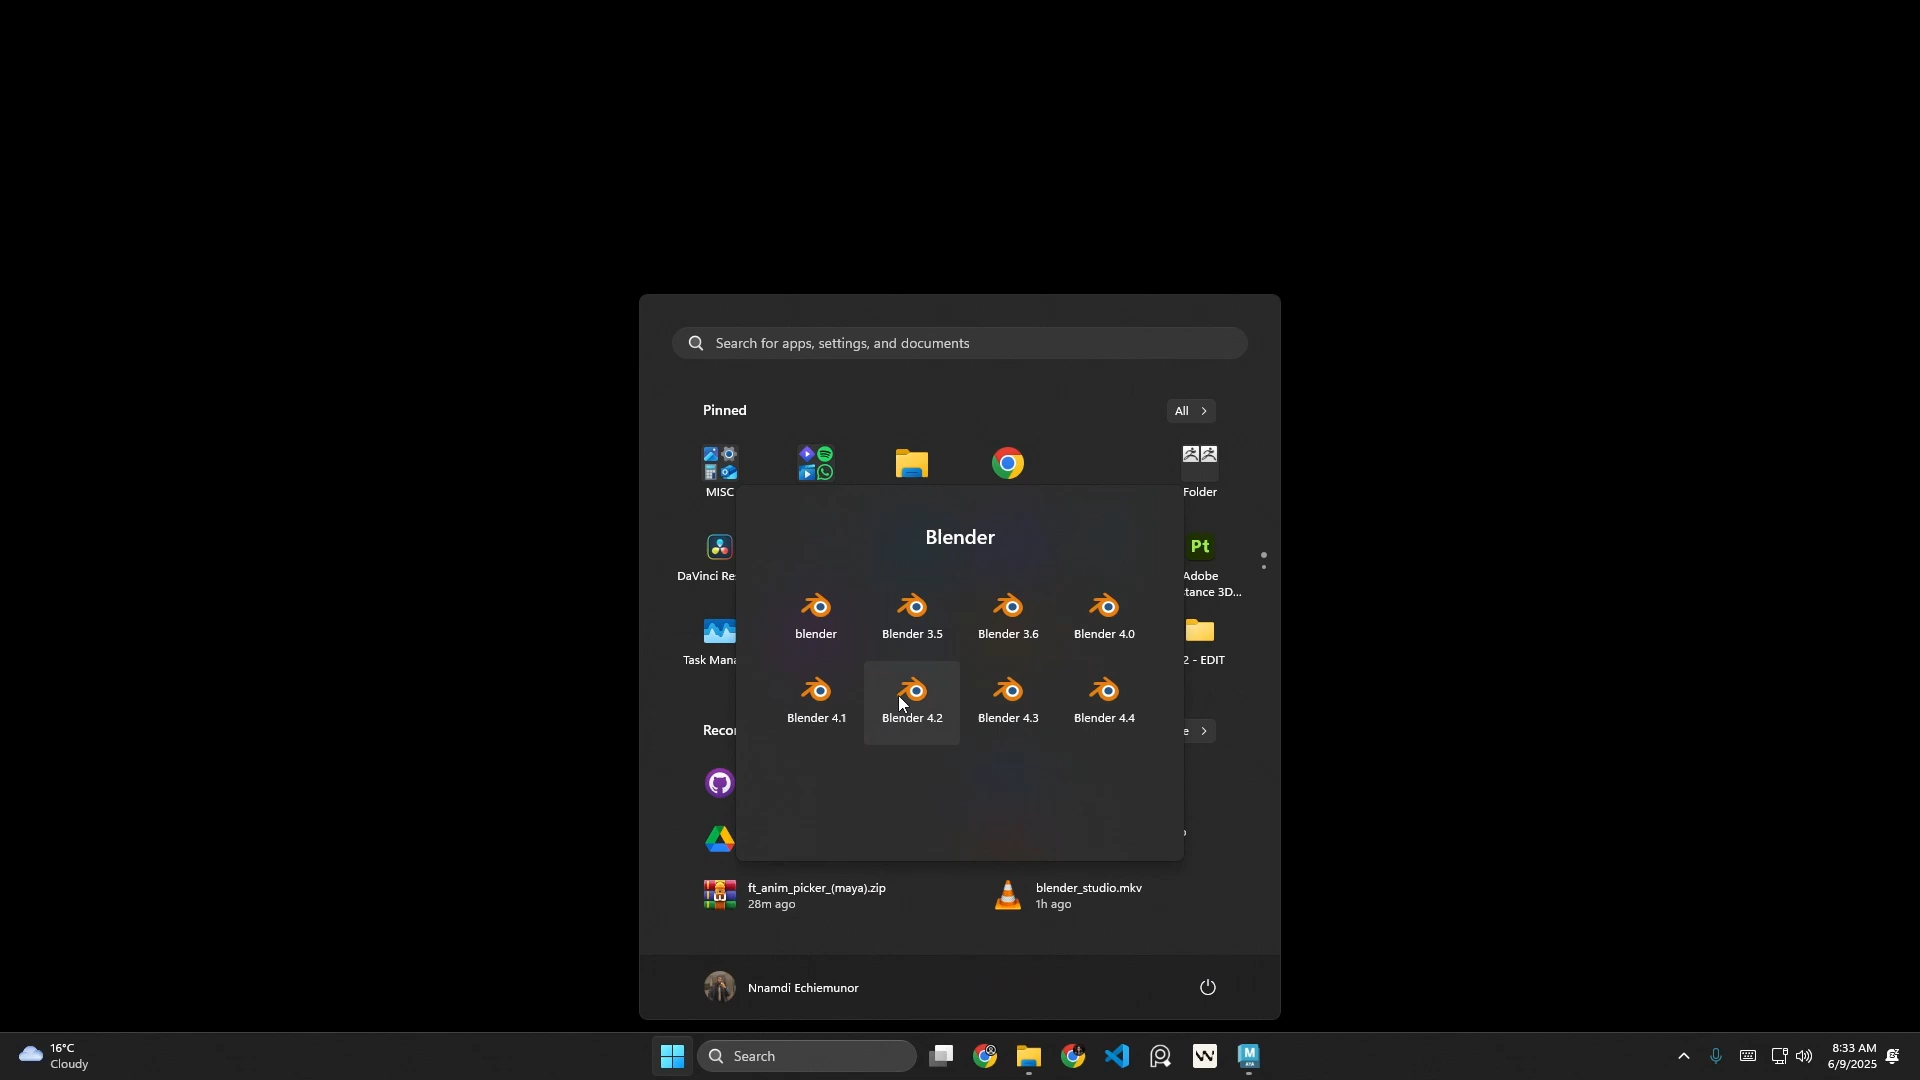 Search for apps, settings, and documents
Pinned
All
MISC
Folder
DaVinci Re
Pt
Adobe
tance 3D...
Task Mana
2 - EDIT
Blender
blender
Blender 3.5
Blender 3.6
Blender 4.0
Blender 4.1
Blender 4.2
Blender 4.3
Blender 4.4
Recor
e
ft_anim_picker_(maya).zip
28m ago
blender_studio.mkv
1h ago
Nnamdi Echiemunor
16°C
Cloudy
Search
8:33 AM
6/9/2025